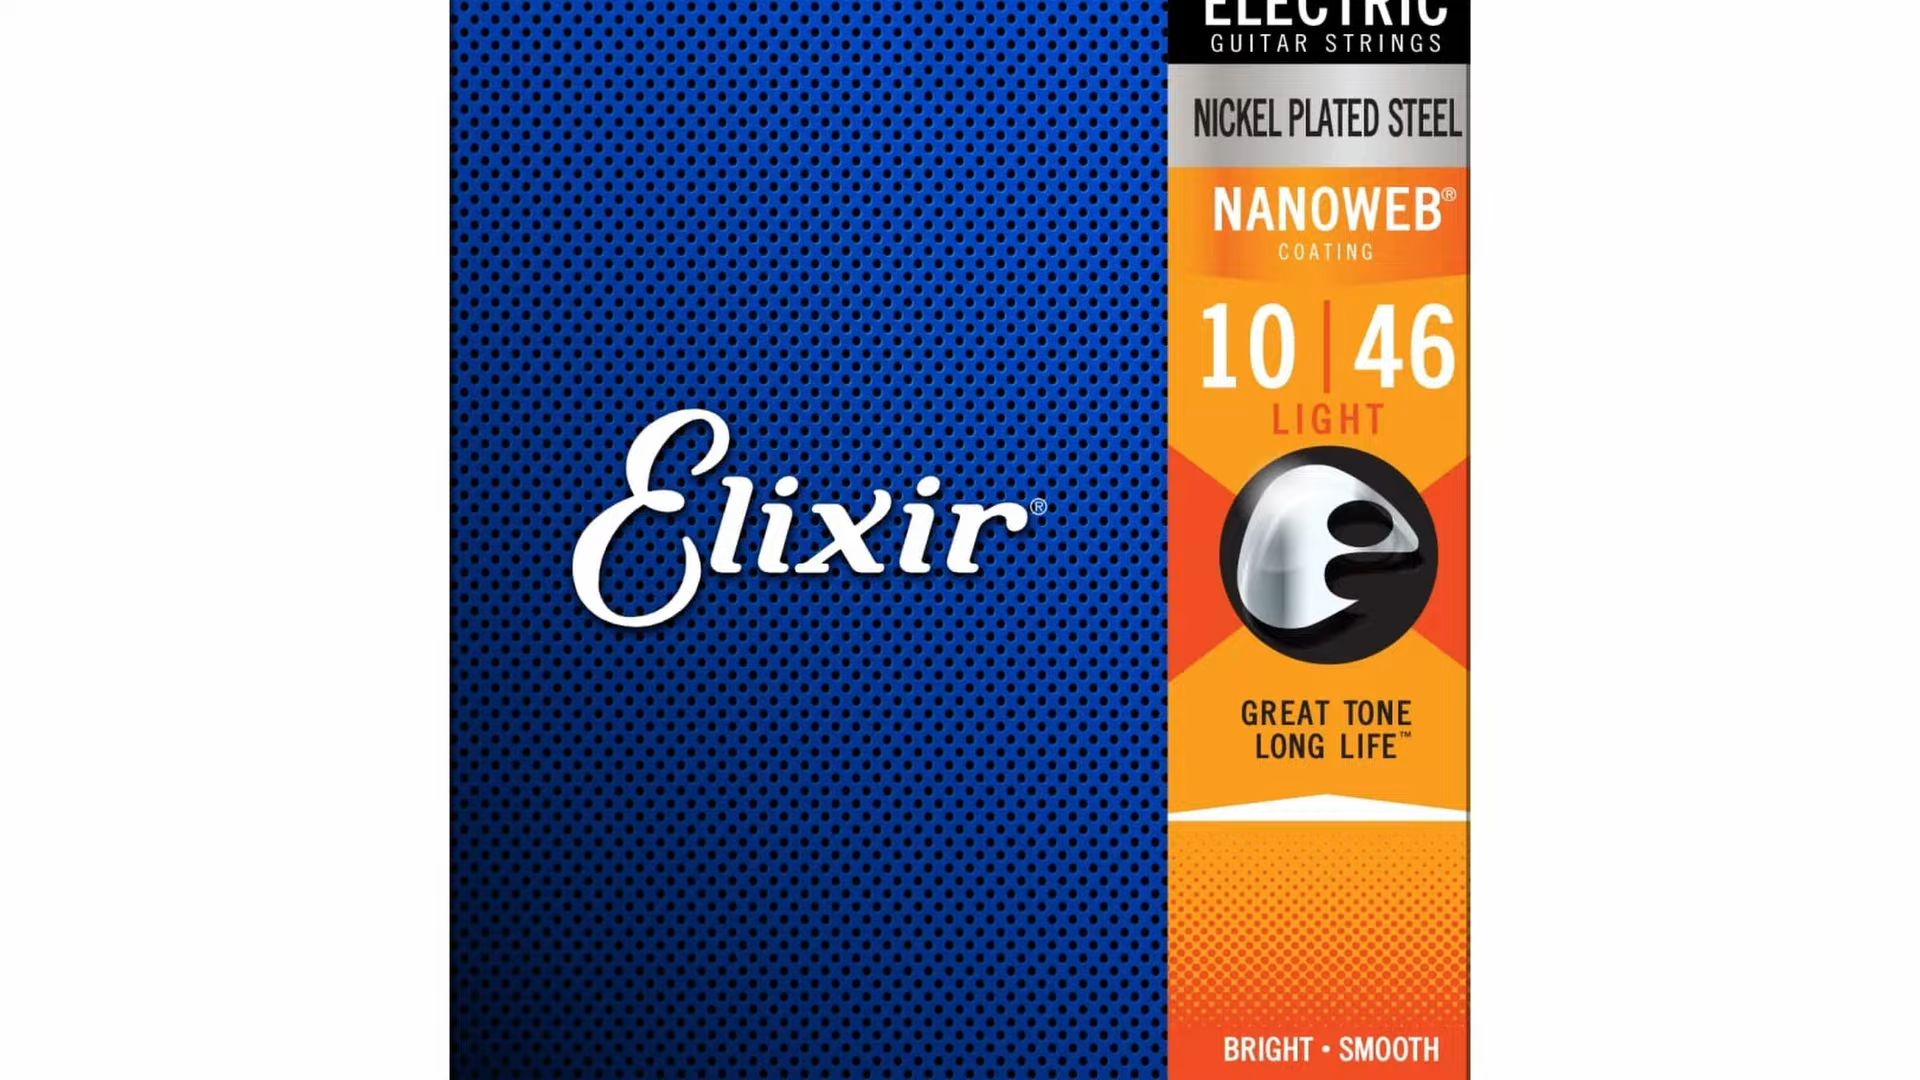 ELECTRIC
GUITAR STRINGS
NICKEL PLATED STEEL
NANOWEB®
COATING
10 | 46
LIGHT
Elixir®
GREAT TONE
LONG LIFE™
BRIGHT • SMOOTH